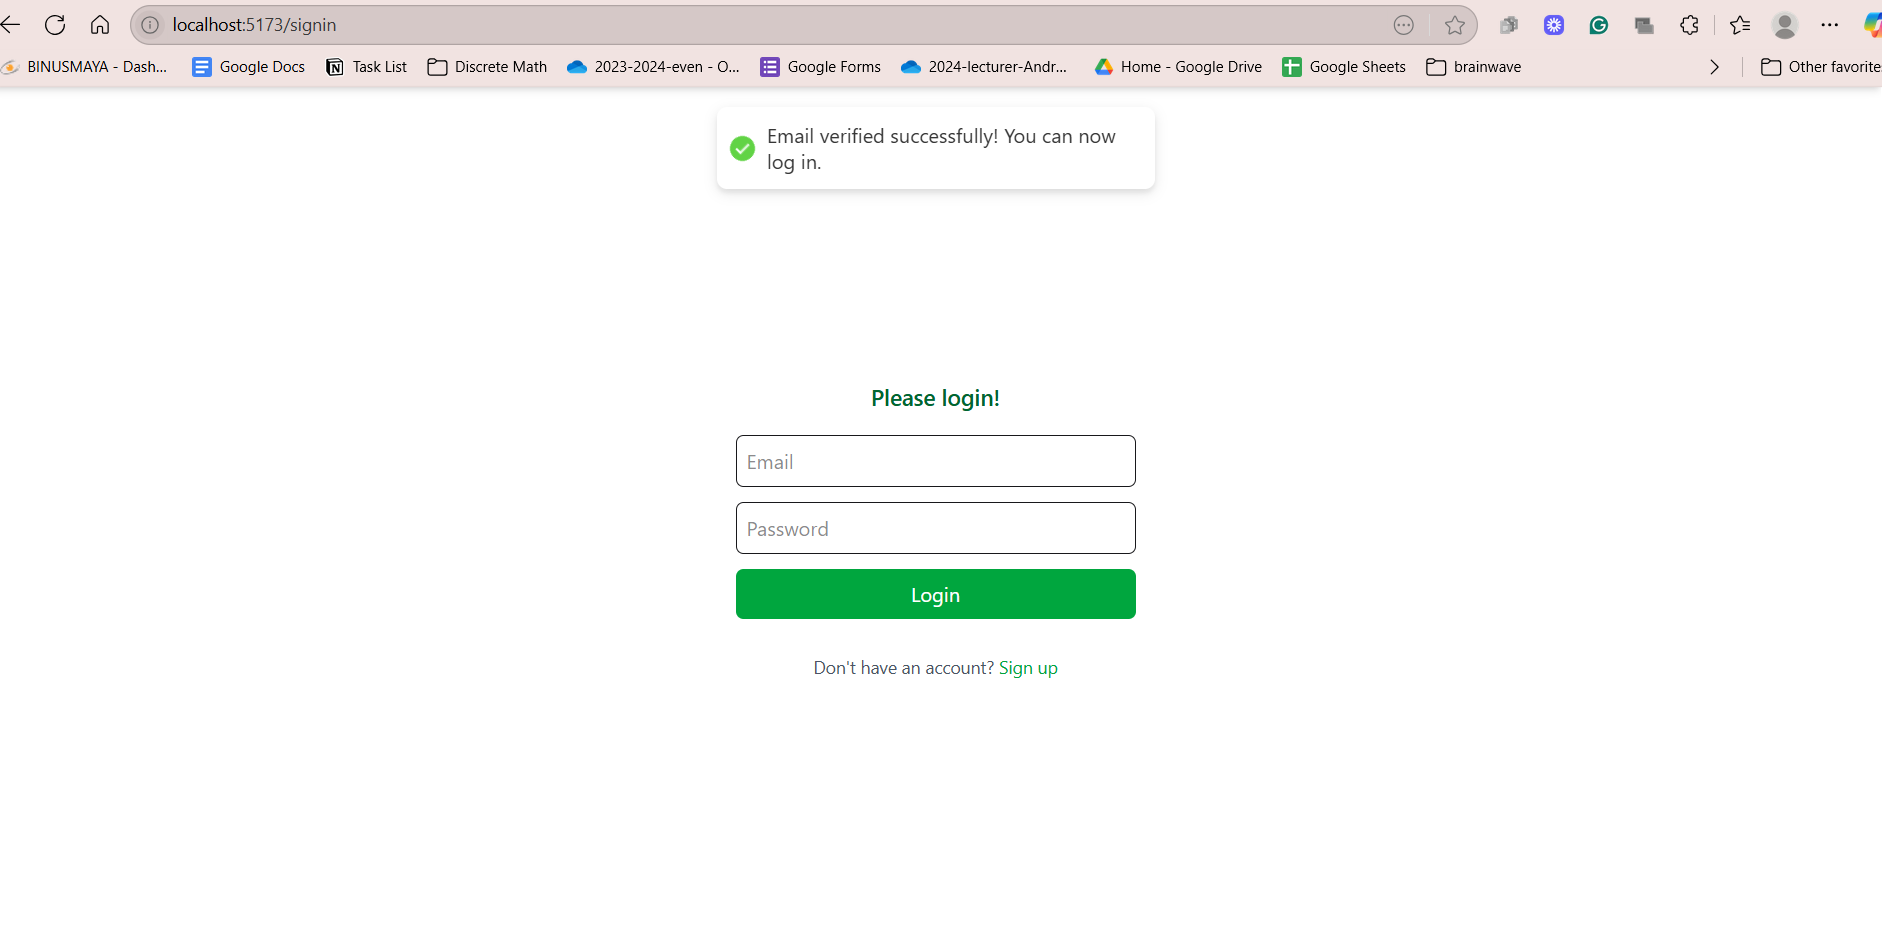 localhost:5173/signin
BINUSMAYA - Dash... Google Docs Task List Discrete Math 2023-2024-even - O... Google Forms 2024-lecturer-Andr... Home - Google Drive Google Sheets brainwave Other favorite
Email verified successfully! You can now
log in.
Please login!
Email
Password
Login
Don't have an account? Sign up